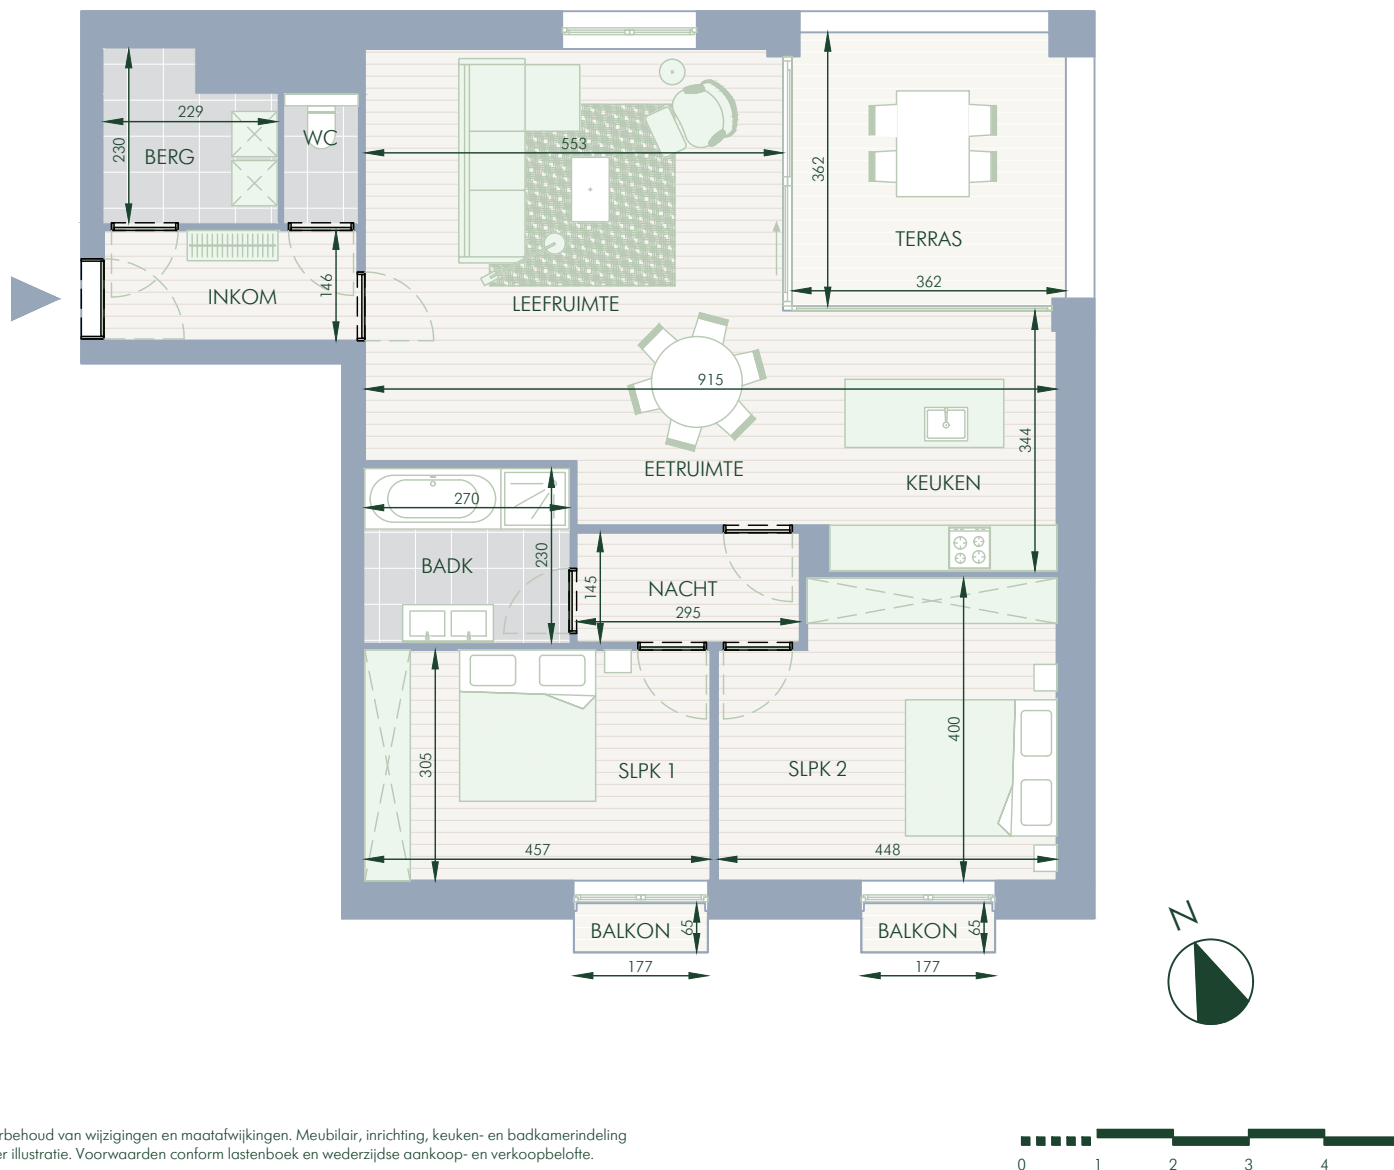 229
230
BERG
WC
553
362
TERRAS
362
146
INKOM
LEEFRUIMTE
915
344
EETRUIMTE
KEUKEN
270
230
BADK
145
NACHT
295
305
SLPK 1
457
400
SLPK 2
448
BALKON
65
177
BALKON
65
177
N
rbehoud van wijzigingen en maatafwijkingen. Meubilair, inrichting, keuken- en badkamerindeling
er illustratie. Voorwaarden conform lastenboek en wederzijdse aankoop- en verkoopbelofte.
0 1 2 3 4